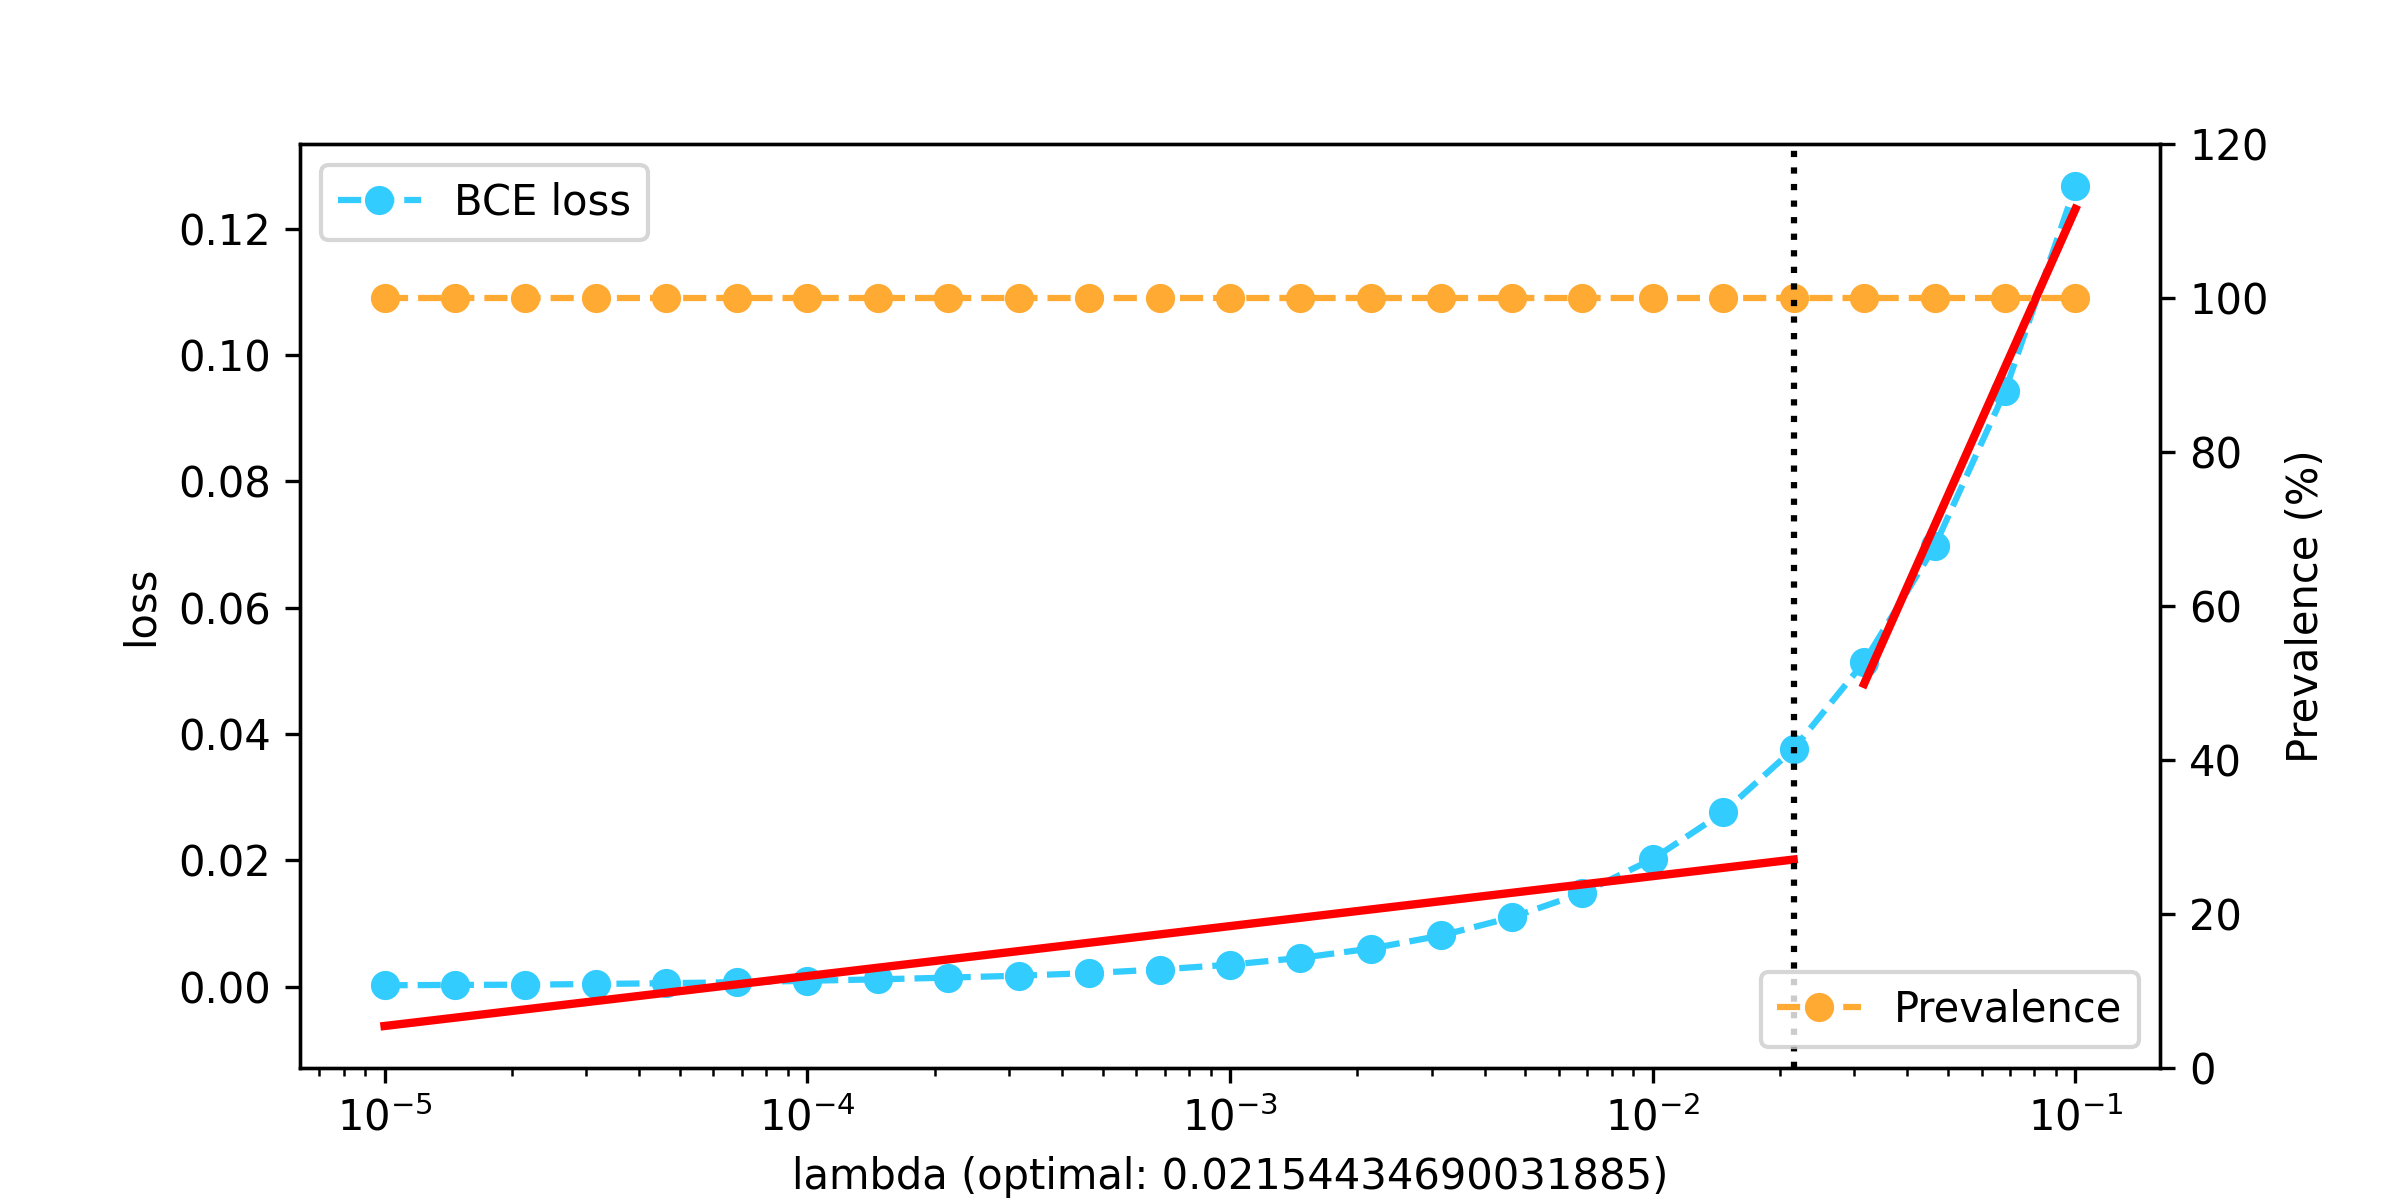 BCE loss
Prevalence
loss
0.12
0.10
0.08
0.06
0.04
0.02
0.00
120
100
80
60
40
20
0
Prevalence (%)
10⁻⁵ 10⁻⁴ 10⁻³ 10⁻² 10⁻¹
lambda (optimal: 0.02154434690031885)